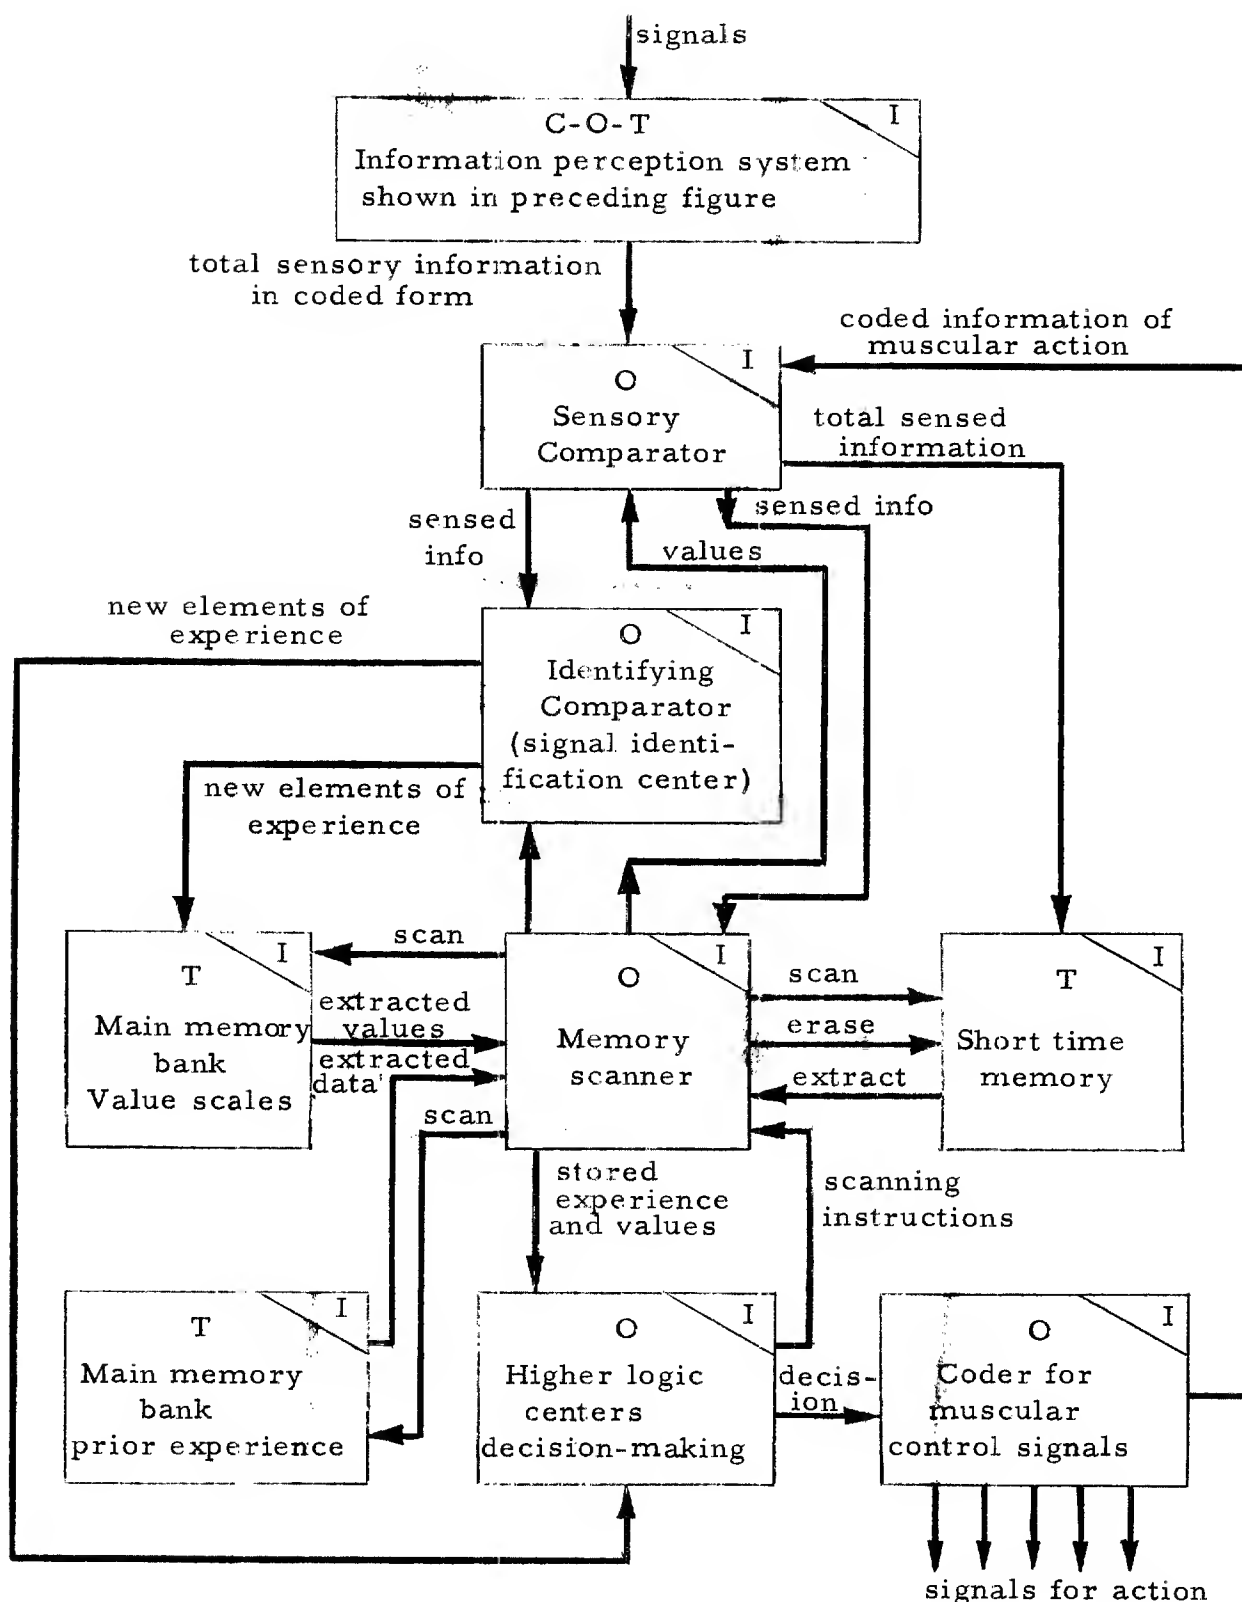 signals
C-O-T
I
Information perception system
shown in preceding figure
total sensory information
in coded form
coded information of
muscular action
I
O
Sensory
Comparator
total sensed
information
sensed
info
sensed info
values
new elements of
experience
I
O
Identifying
Comparator
(signal identi-
fication center)
new elements of
experience
I
T
Main memory
bank
Value scales
scan
extracted
values
extracted
data
scan
I
O
Memory
scanner
scan
erase
extract
I
T
Short time
memory
stored
experience
and values
scanning
instructions
I
T
Main memory
bank
prior experience
I
O
Higher logic
centers
decision-making
decis-
ion
I
O
Coder for
muscular
control signals
signals for action